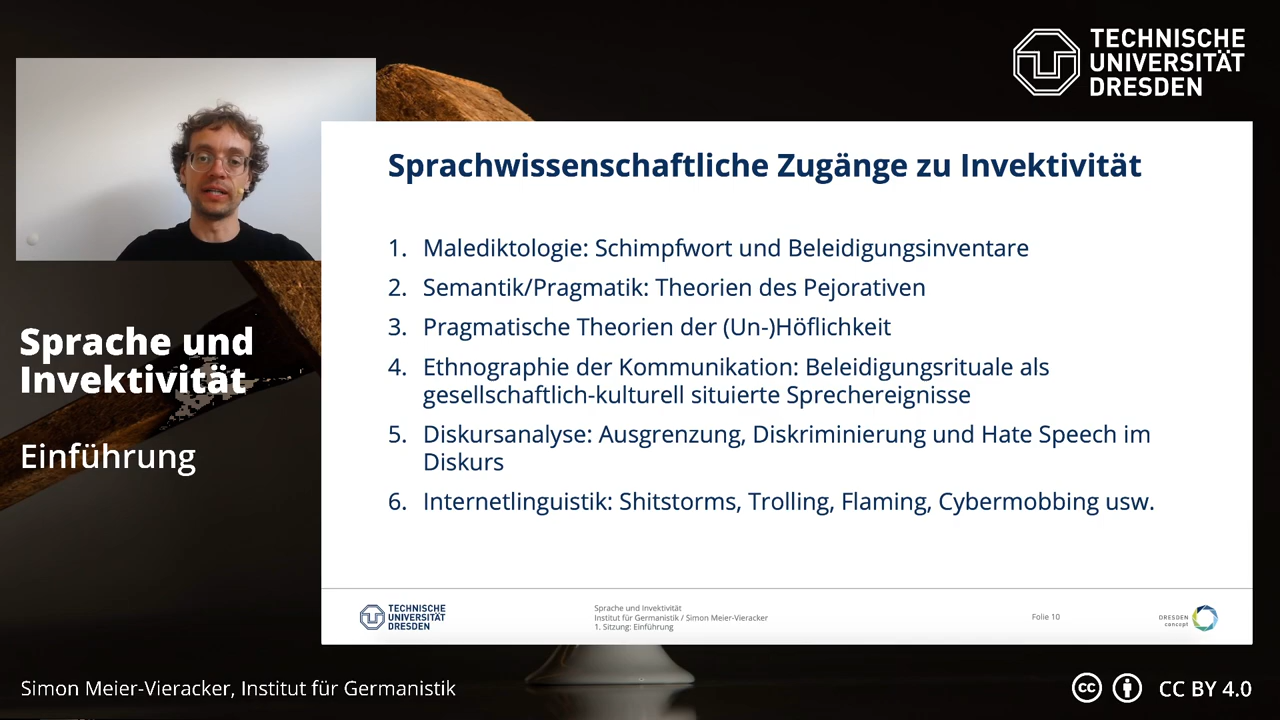 TECHNISCHE
UNIVERSITÄT
DRESDEN
Sprachwissenschaftliche Zugänge zu Invektivität
1. Malediktologie: Schimpfwort und Beleidigungsinventare
2. Semantik/Pragmatik: Theorien des Pejorativen
3. Pragmatische Theorien der (Un-)Höflichkeit
4. Ethnographie der Kommunikation: Beleidigungsrituale als
gesellschaftlich-kulturell situierte Sprechereignisse
5. Diskursanalyse: Ausgrenzung, Diskriminierung und Hate Speech im
Diskurs
6. Internetlinguistik: Shitstorms, Trolling, Flaming, Cybermobbing usw.
Sprache und
Invektivität
Einführung
TECHNISCHE
UNIVERSITÄT
DRESDEN
Sprache und Invektivität
Institut für Germanistik / Simon Meier-Vieracker
1. Sitzung: Einführung
Folie 10
DRESDEN
concept
Simon Meier-Vieracker, Institut für Germanistik
cc
CC BY 4.0